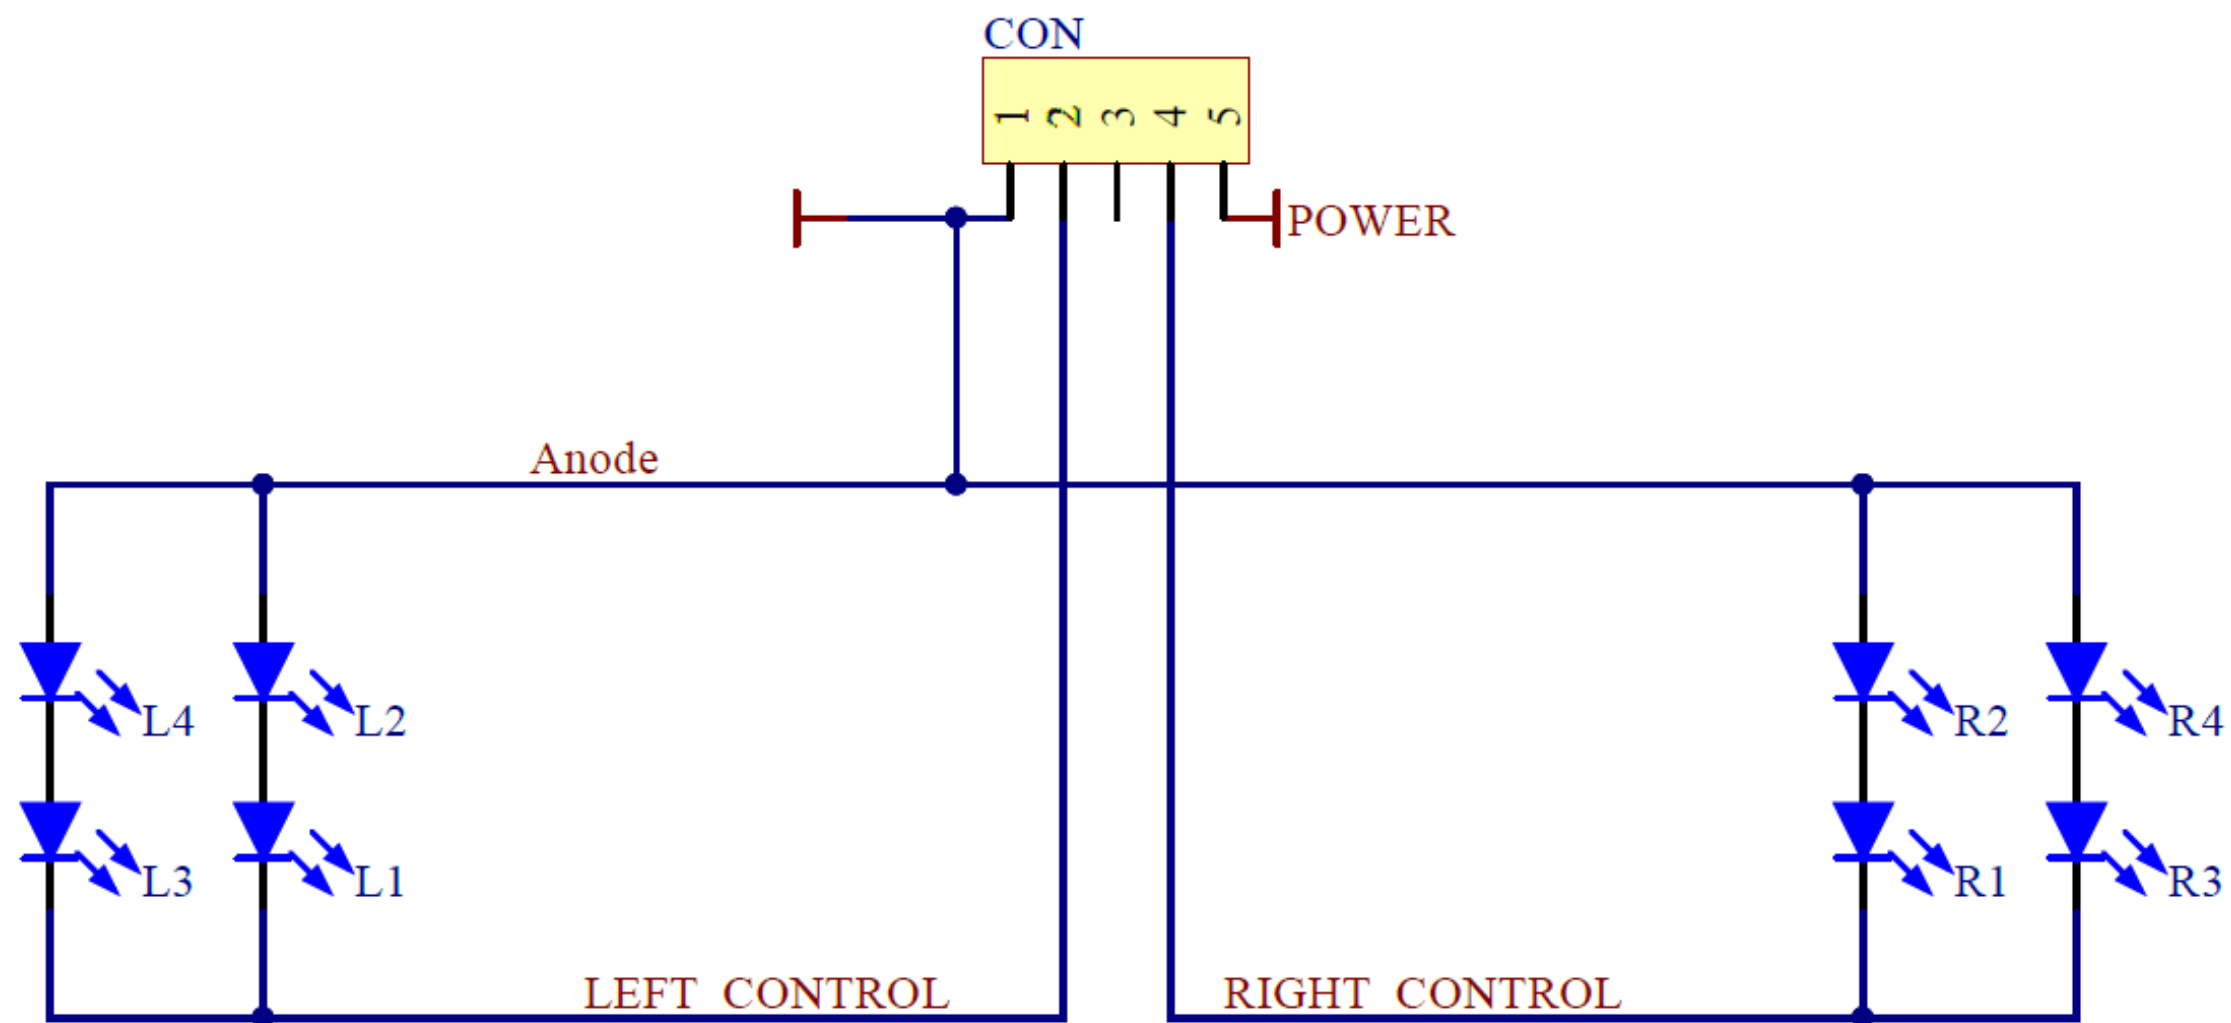 CON
1 2 3 4 5
POWER
Anode
L4 L2 R2 R4
L3 L1 R1 R3
LEFT CONTROL RIGHT CONTROL